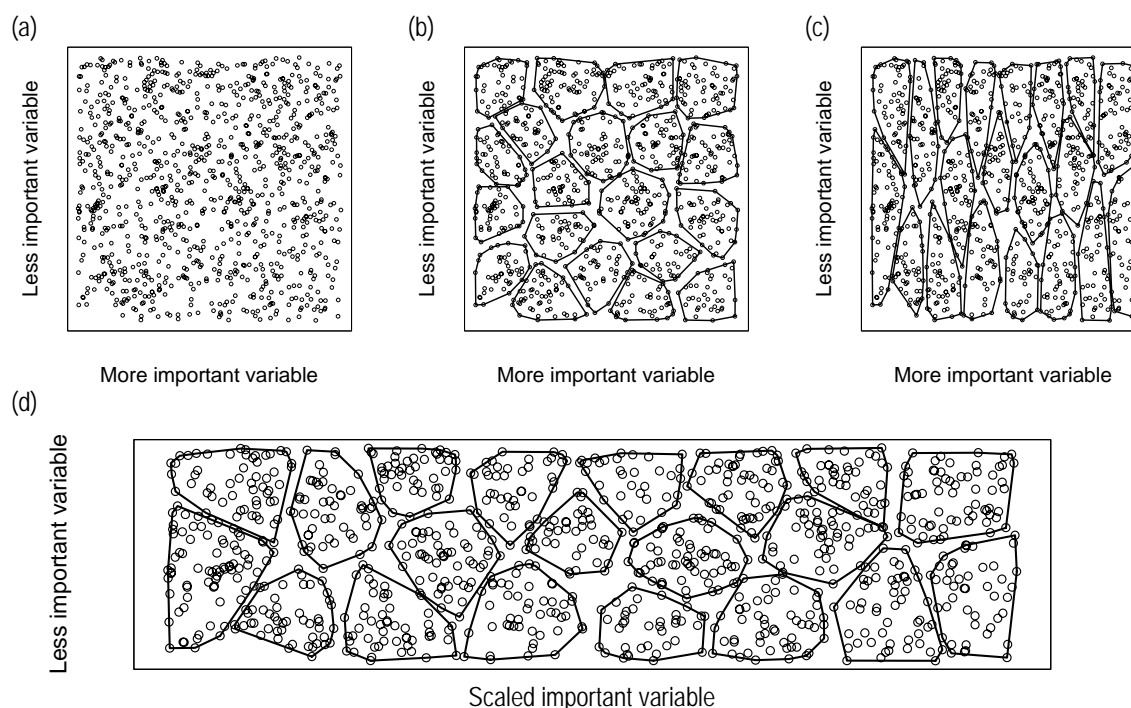 (a)
(b)
(c)
Less important variable
Less important variable
Less important variable
More important variable
More important variable
More important variable
(d)
Less important variable
Scaled important variable